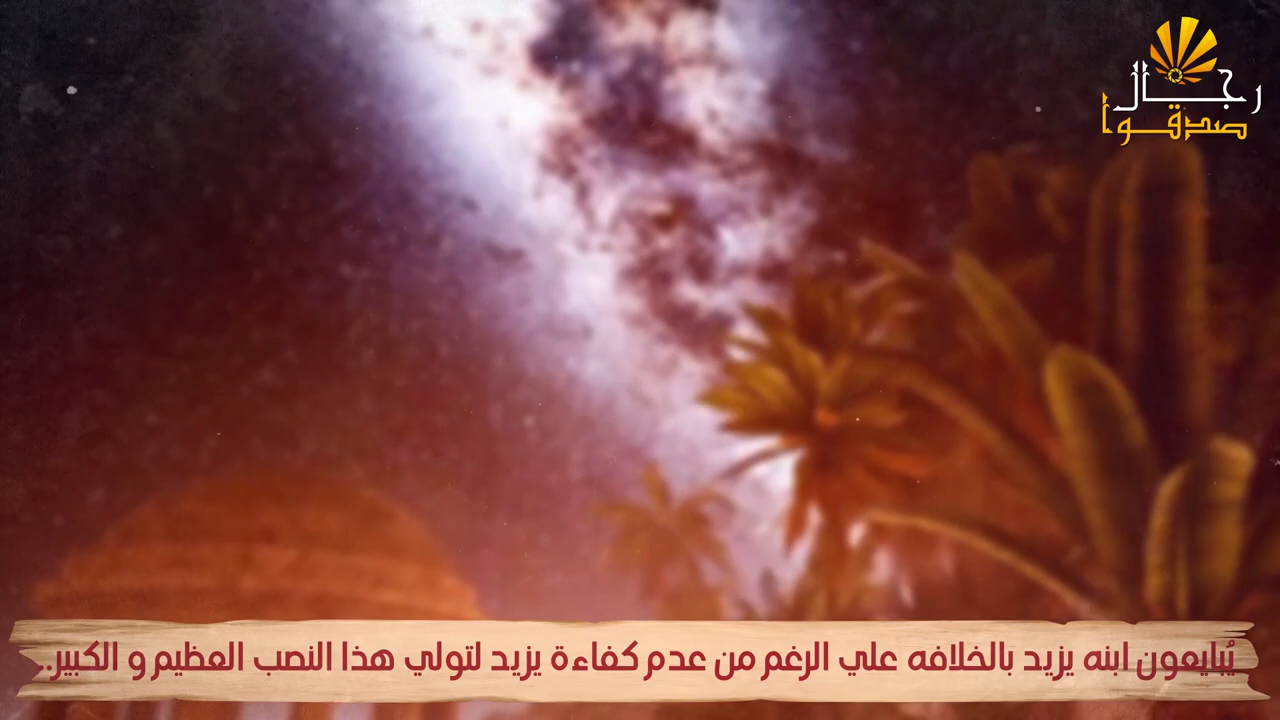 رجال
صدقوا
يُبايعون ابنه يزيد بالخلافه علي الرغم من عدم كفاءة يزيد لتولي هذا النصب العظيم و الكبير..